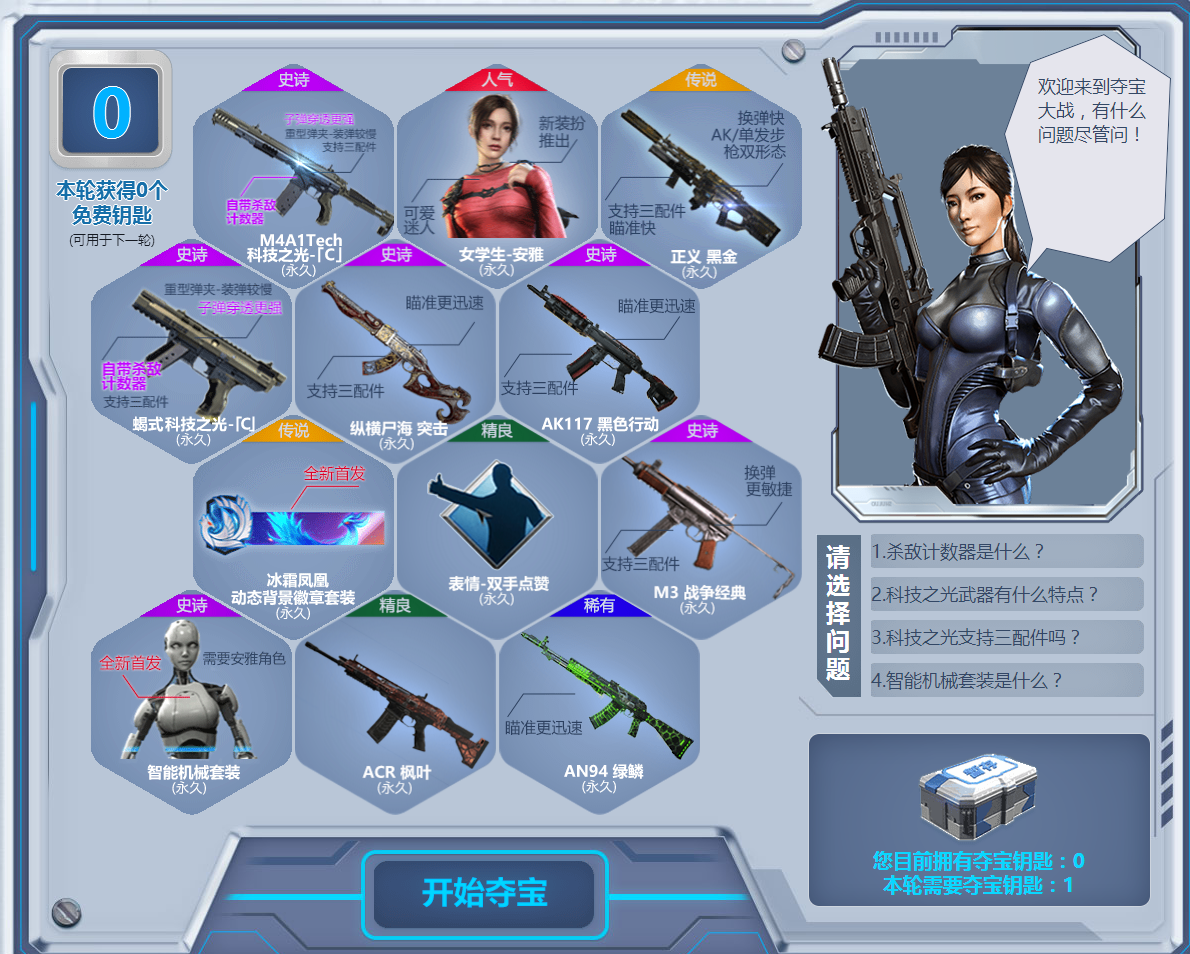 0
本轮获得0个
免费钥匙
(可用于下一轮)
史诗
子弹穿透更强
重型弹夹-装弹较慢
支持三配件
自带杀敌
计数器
M4A1Tech
科技之光-「C」
(永久)
人气
新装扮
推出
可爱
迷人
女学生-安雅
(永久)
传说
换弹快
AK/单发步
枪双形态
支持三配件
瞄准快
正义 黑金
(永久)
欢迎来到夺宝
大战，有什么
问题尽管问！
史诗
重型弹夹-装弹较慢
子弹穿透更强
自带杀敌
计数器
支持三配件
蝎式科技之光-「C」
(永久)
史诗
瞄准更迅速
支持三配件
纵横尸海 突击
(永久)
史诗
瞄准更迅速
支持三配件
AK117 黑色行动
(永久)
传说
全新首发
冰霜凤凰
动态背景徽章套装
(永久)
精良
表情-双手点赞
(永久)
史诗
换弹
更敏捷
支持三配件
M3 战争经典
(永久)
史诗
全新首发
需要安雅角色
智能机械套装
(永久)
精良
ACR 枫叶
(永久)
稀有
瞄准更迅速
AN94 绿鳞
(永久)
请选择问题
1.杀敌计数器是什么？
2.科技之光武器有什么特点？
3.科技之光支持三配件吗？
4.智能机械套装是什么？
暂存
您目前拥有夺宝钥匙：0
本轮需要夺宝钥匙：1
开始夺宝